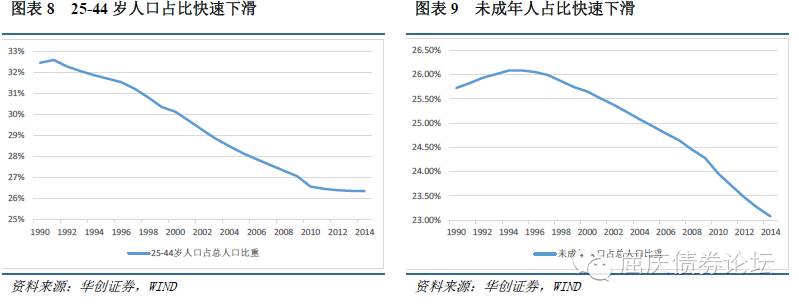 图表 8 25-44 岁人口占比快速下滑
33%
32%
31%
30%
29%
28%
27%
26%
25%
1990 1992 1994 1996 1998 2000 2002 2004 2006 2008 2010 2012 2014
25-44岁人口占总人口比重
资料来源：华创证券，WIND
图表 9 未成年人占比快速下滑
26.50%
26.00%
25.50%
25.00%
24.50%
24.00%
23.50%
23.00%
1990 1992 1994 1996 1998 2000 2002 2004 2006 2008 2010 2012 2014
未成年人口占总人口比重
资料来源：华创证券，WIND
屈庆债券论坛